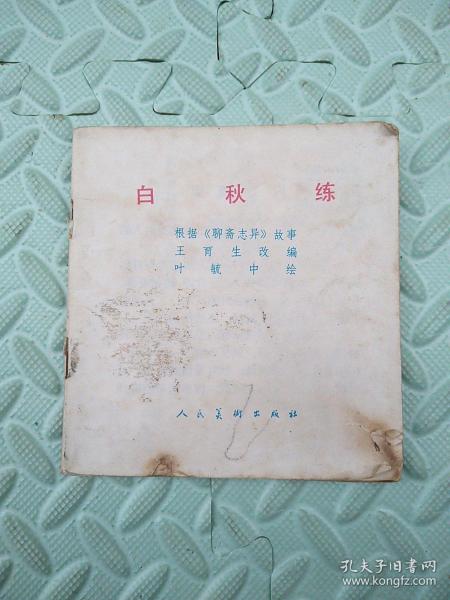 白秋练
根据《聊斋志异》故事
王育生改编
叶毓中绘
人民美術出版社
孔夫子旧书网
www.kongfz.com